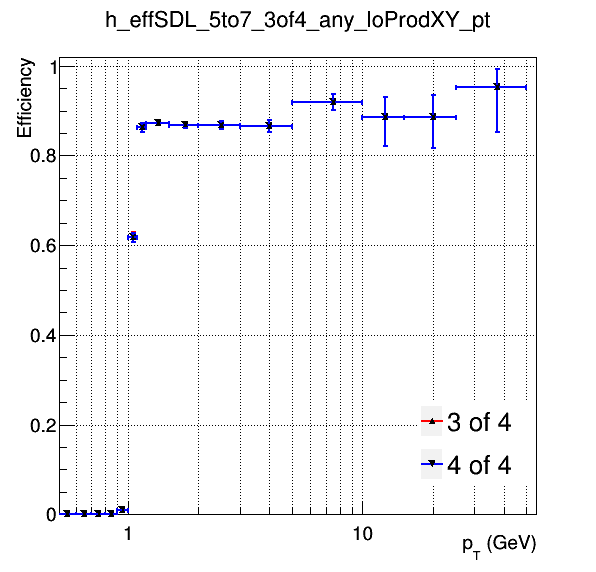 h_effSDL_5to7_3of4_any_loProdXY_pt
Efficiency
1
0.8
0.6
0.4
0.2
0
3 of 4
4 of 4
1
10
p_T (GeV)